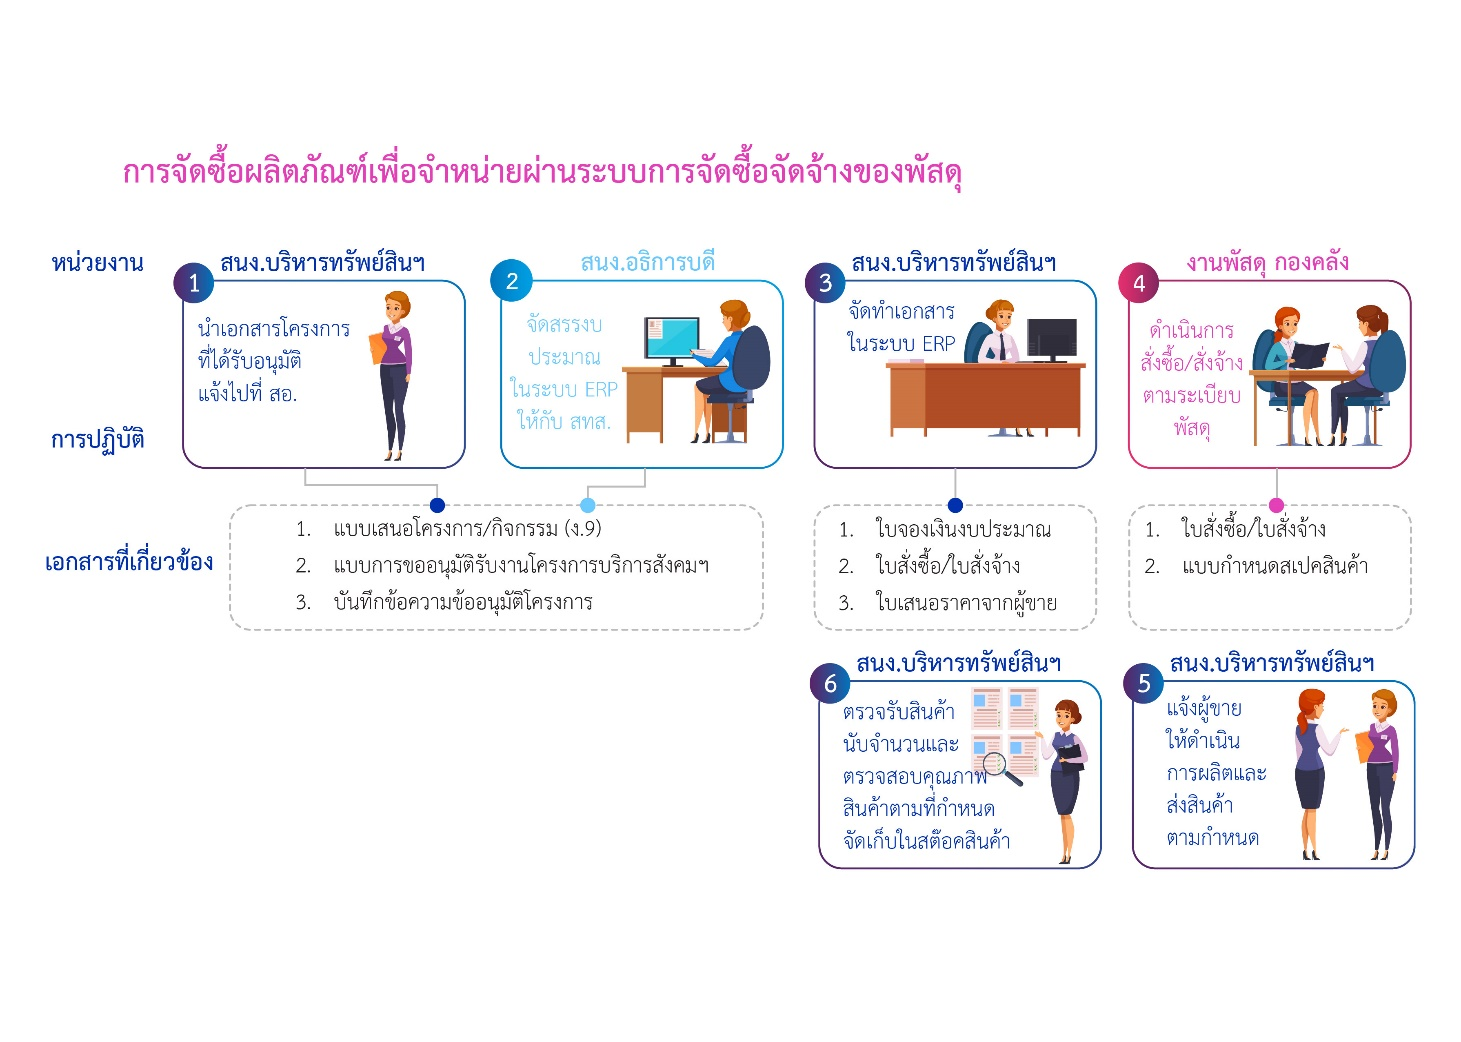 การจัดซื้อผลิตภัณฑ์เพื่อจำหน่ายผ่านระบบการจัดซื้อจัดจ้างของพัสดุ
หน่วยงาน
1
สนง.บริหารทรัพย์สินฯ
นำเอกสารโครงการ
ที่ได้รับอนุมัติ
แจ้งไปที่ สอ.
2
สนง.อธิการบดี
จัดสรรงบ
ประมาณ
ในระบบ ERP
ให้กับ สทส.
3
สนง.บริหารทรัพย์สินฯ
จัดทำเอกสาร
ในระบบ ERP
4
งานพัสดุ กองคลัง
ดำเนินการ
สั่งซื้อ/สั่งจ้าง
ตามระเบียบ
พัสดุ
การปฏิบัติ
เอกสารที่เกี่ยวข้อง
1. แบบเสนอโครงการ/กิจกรรม (ง.9)
2. แบบการขออนุมัติรับงานโครงการบริการสังคมฯ
3. บันทึกข้อความข้ออนุมัติโครงการ
1. ใบจองเงินงบประมาณ
2. ใบสั่งซื้อ/ใบสั่งจ้าง
3. ใบเสนอราคาจากผู้ขาย
1. ใบสั่งซื้อ/ใบสั่งจ้าง
2. แบบกำหนดสเปคสินค้า
6
สนง.บริหารทรัพย์สินฯ
ตรวจรับสินค้า
นับจำนวนและ
ตรวจสอบคุณภาพ
สินค้าตามที่กำหนด
จัดเก็บในสต๊อคสินค้า
5
สนง.บริหารทรัพย์สินฯ
แจ้งผู้ขาย
ให้ดำเนิน
การผลิตและ
ส่งสินค้า
ตามกำหนด